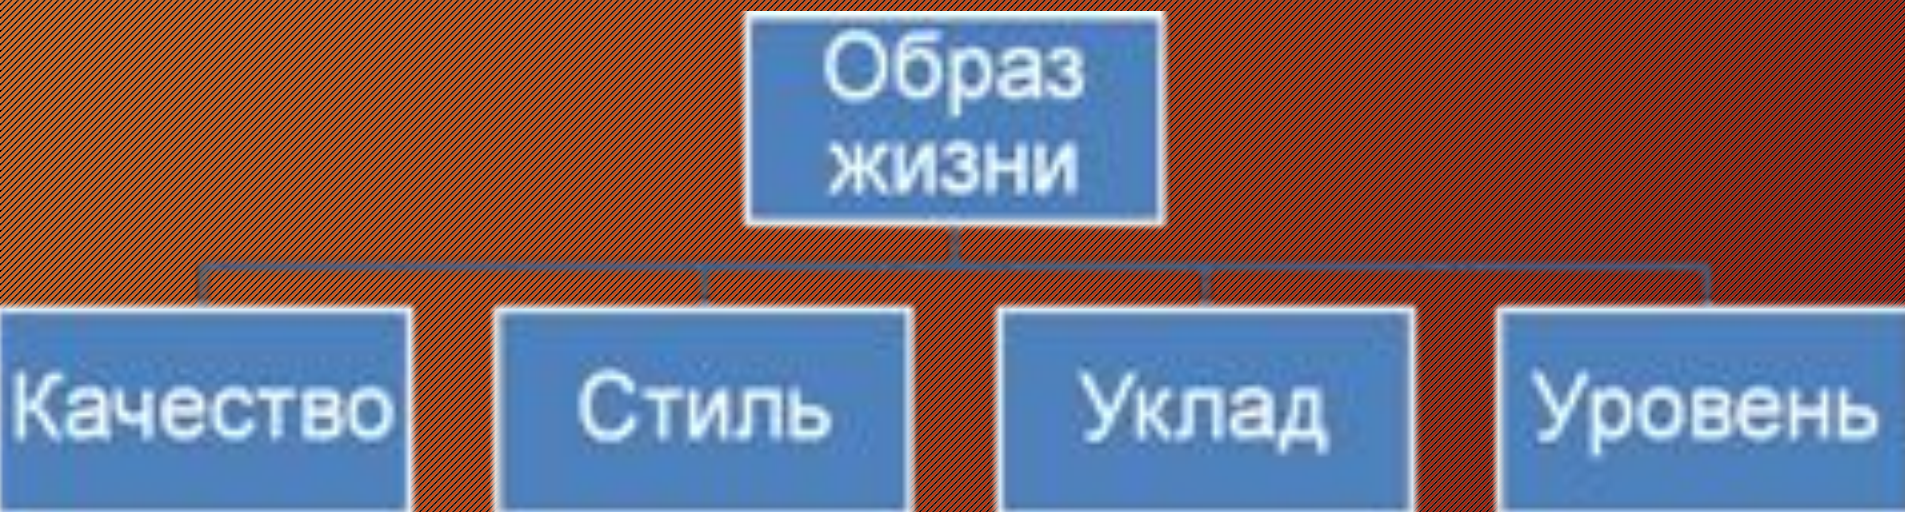 Образ
жизни
Качество
Стиль
Уклад
Уровень